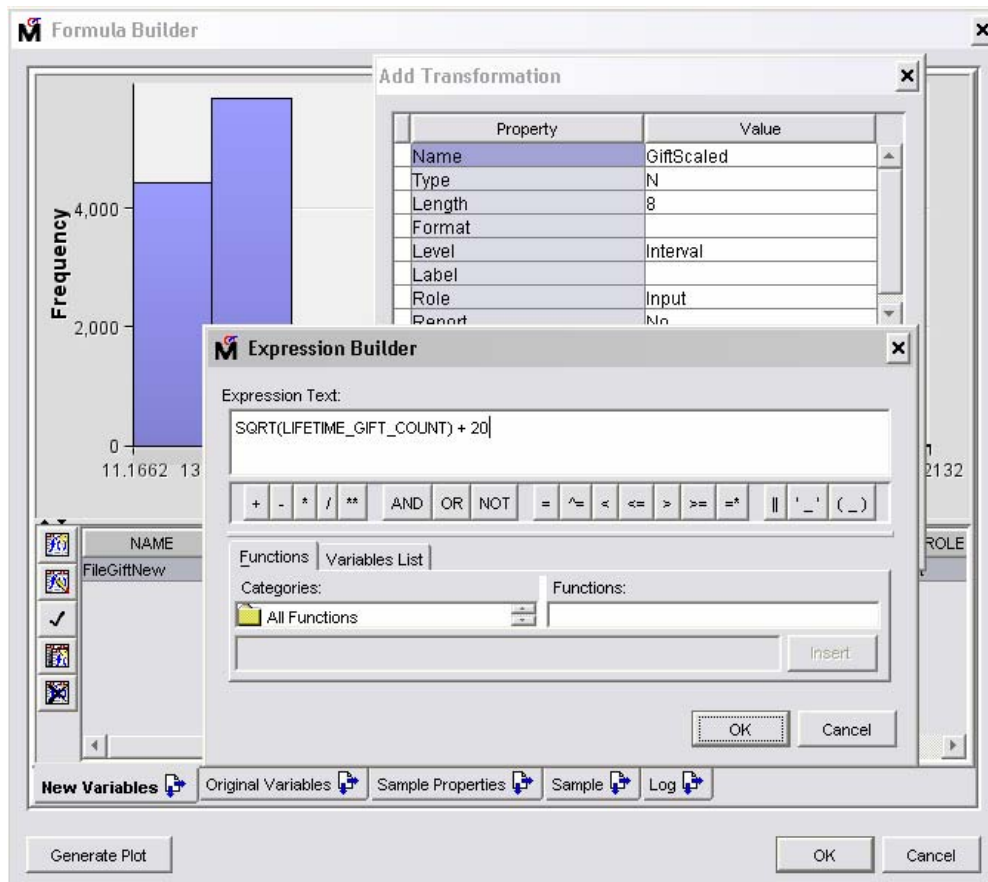 Formula Builder
Add Transformation
Property Value
Name GiftScaled
Type N
Length 8
Format
Level Interval
Label
Role Input
Report No
Frequency
4,000
2,000
0
11.1662 13
2132
Expression Builder
Expression Text:
SQRT(LIFETIME_GIFT_COUNT) + 20
+ - * / ** AND OR NOT = ^= < <= > >= =* || '_' (_)
NAME ROLE
FileGiftNew
Functions Variables List
Categories: Functions:
All Functions
Insert
OK Cancel
New Variables Original Variables Sample Properties Sample Log
Generate Plot OK Cancel